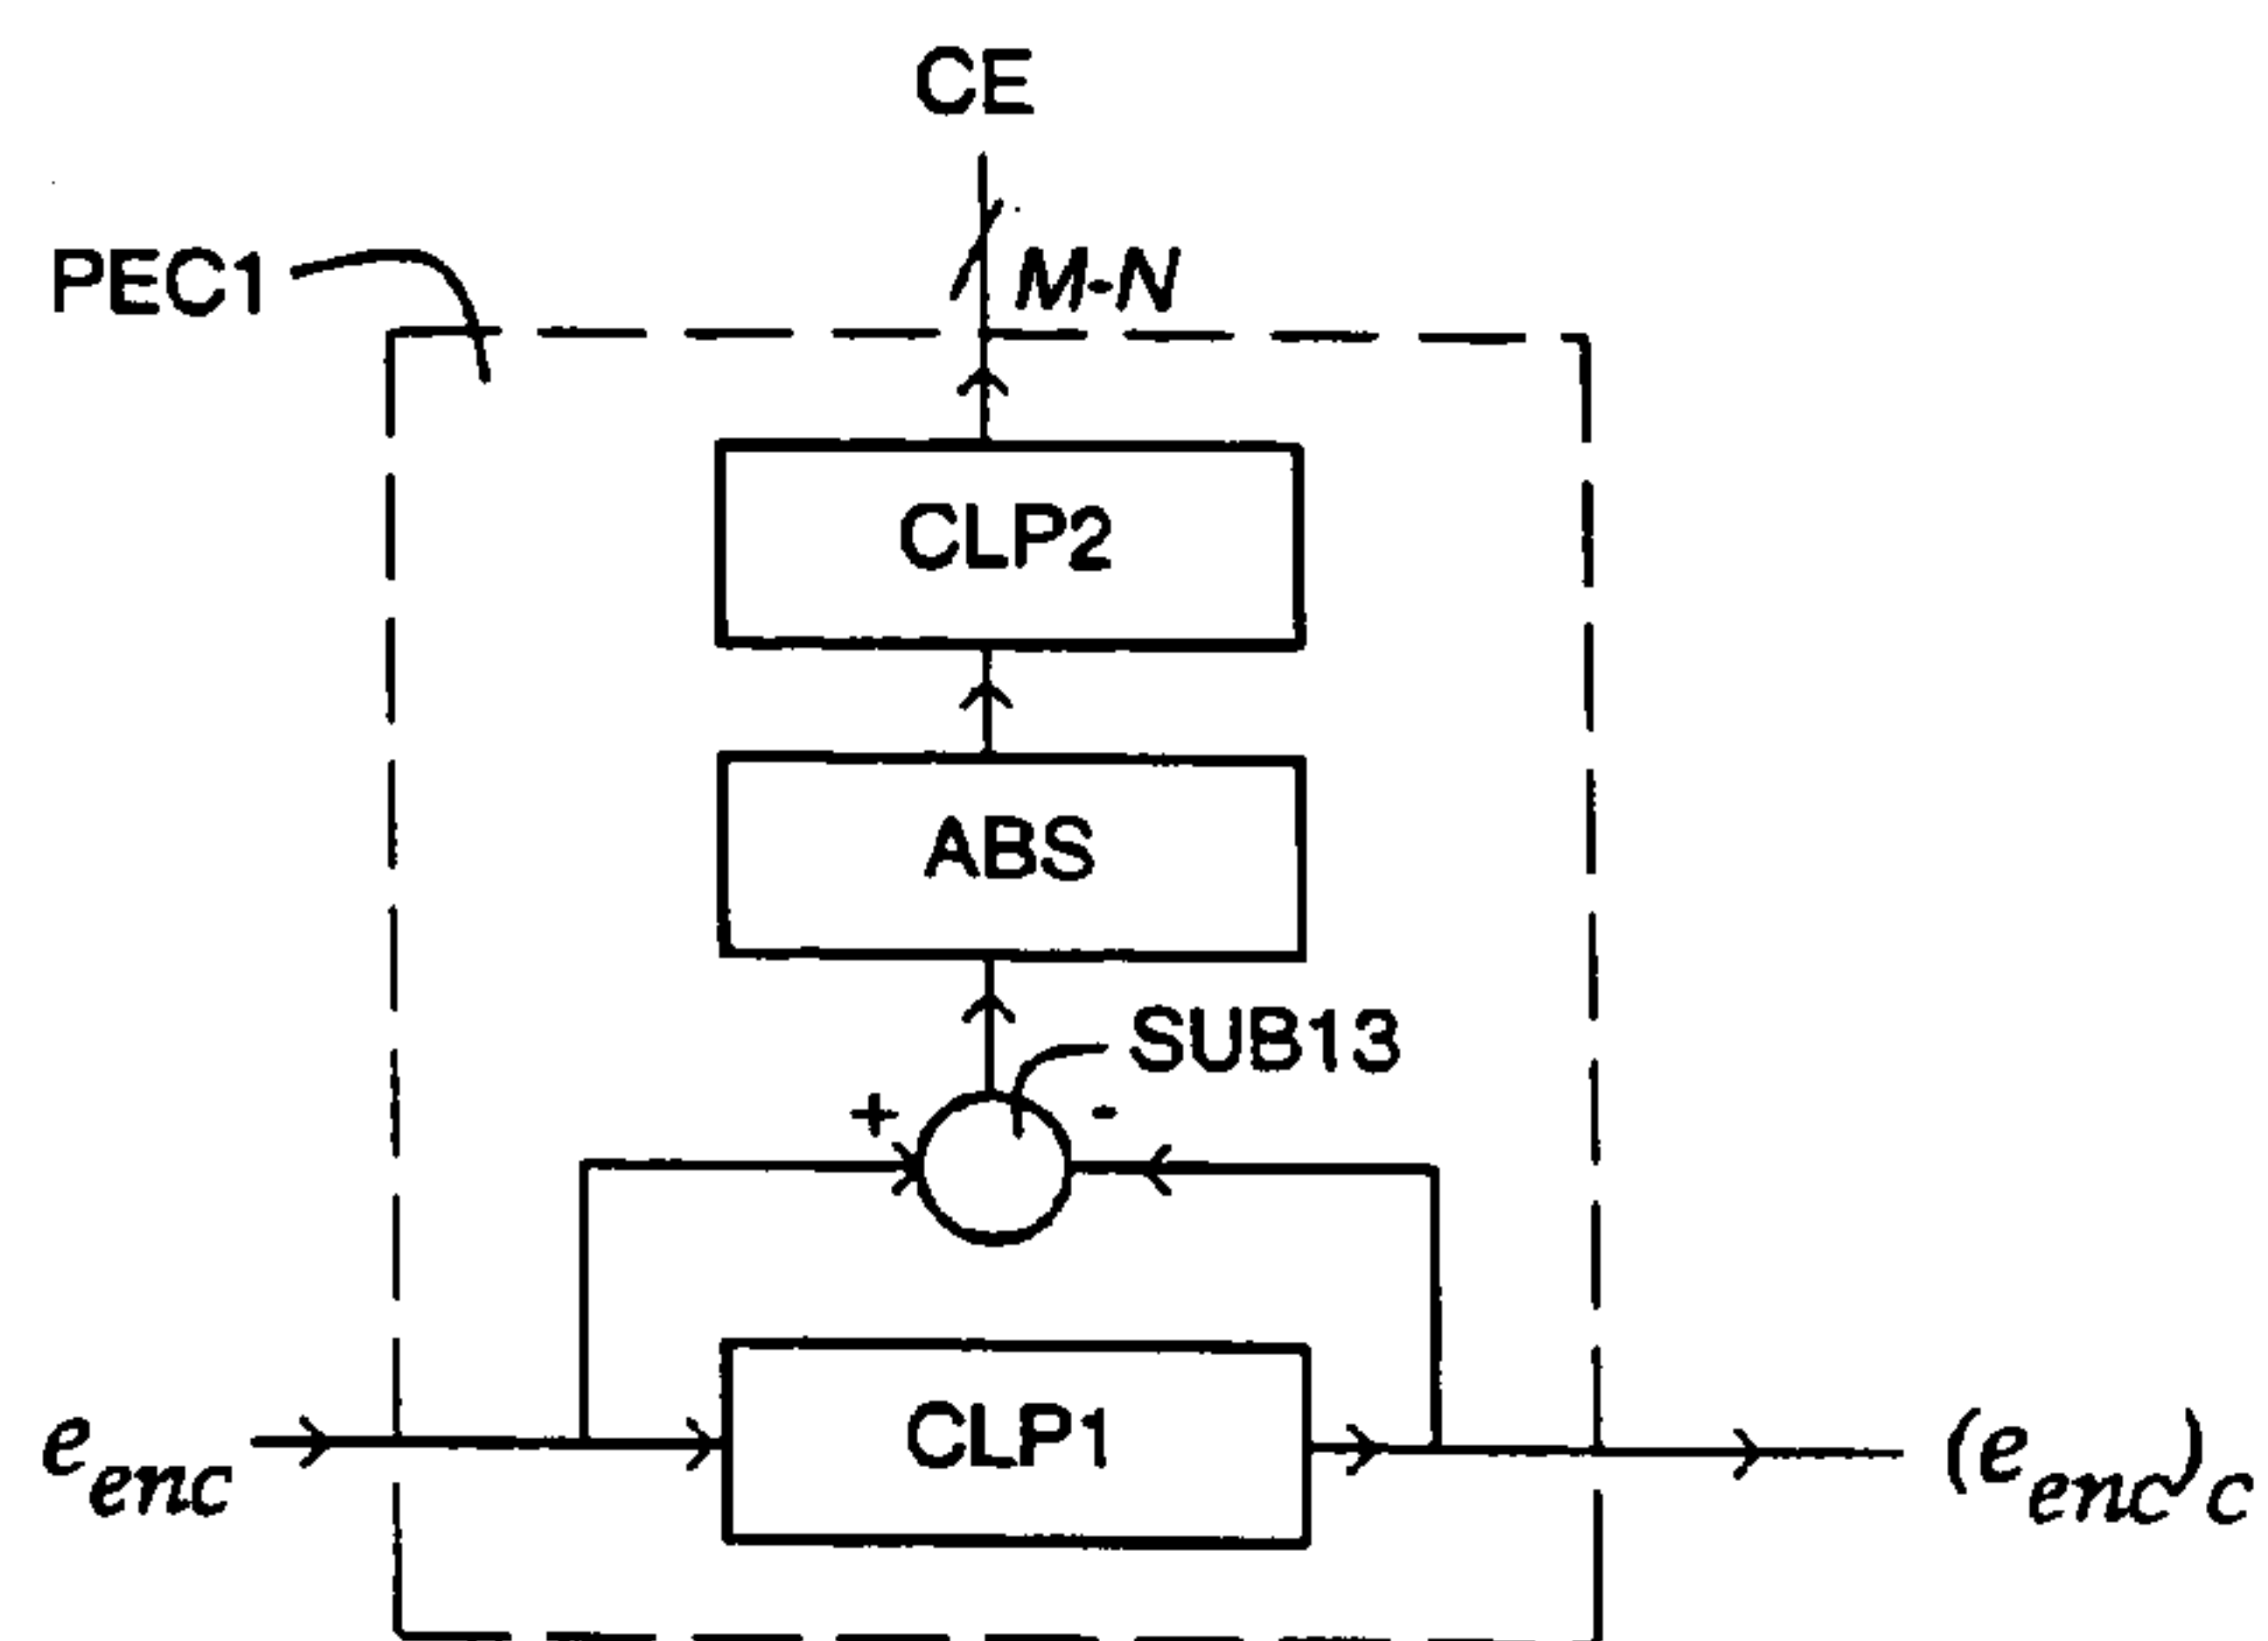 CE
PEC1
M-N
CLP2
ABS
SUB13
+ -
CLP1
e_enc
(e_enc)_c